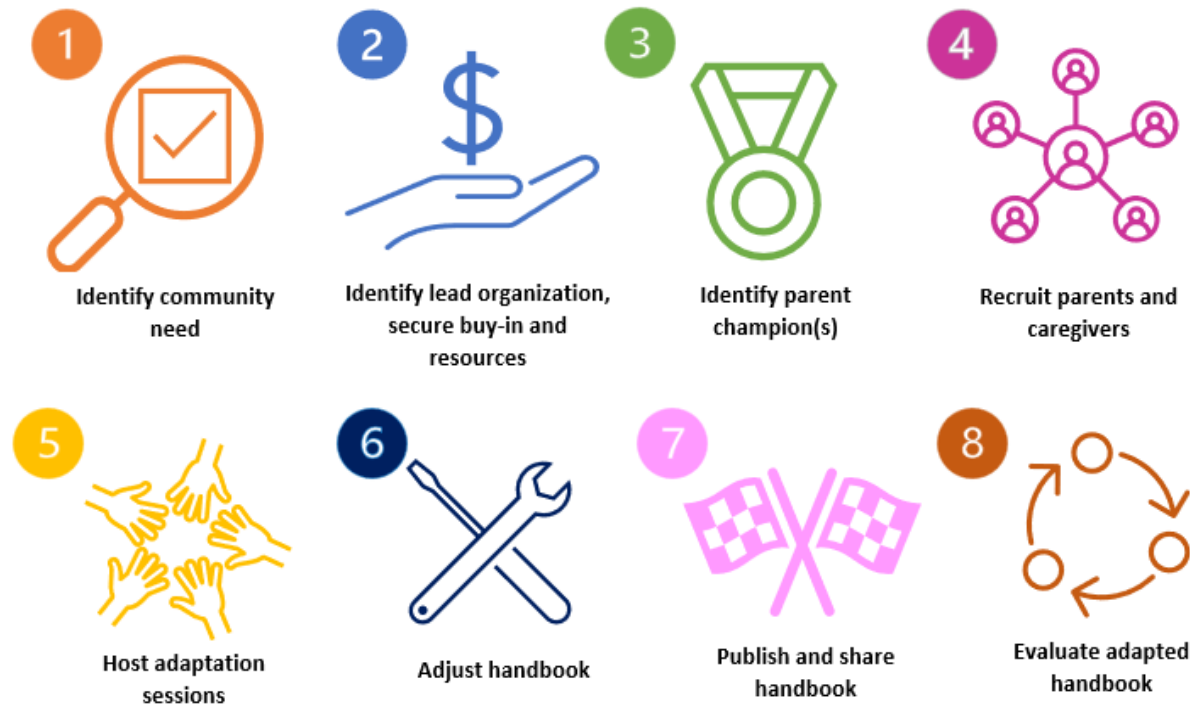 1
Identify community
need
2
$
Identify lead organization,
secure buy-in and
resources
3
Identify parent
champion(s)
4
Recruit parents and
caregivers
5
Host adaptation
sessions
6
Adjust handbook
7
Publish and share
handbook
8
Evaluate adapted
handbook